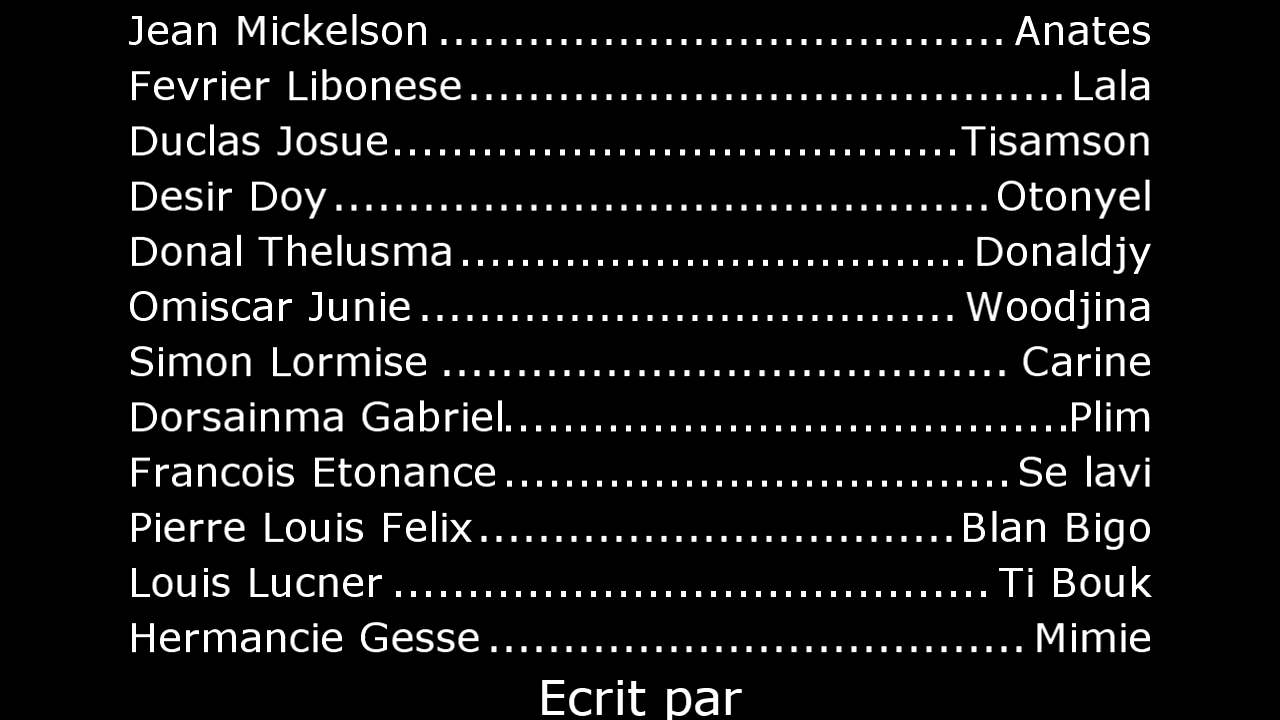 Jean Mickelson ...................................... Anates
Fevrier Libonese........................................ Lala
Duclas Josue......................................Tisamson
Desir Doy............................................ Otonyel
Donal Thelusma.................................. Donaldjy
Omiscar Junie .................................... Woodjina
Simon Lormise ...................................... Carine
Dorsainma Gabriel......................................Plim
Francois Etonance.................................. Se lavi
Pierre Louis Felix................................ Blan Bigo
Louis Lucner ........................................ Ti Bouk
Hermancie Gesse.................................... Mimie
Ecrit par